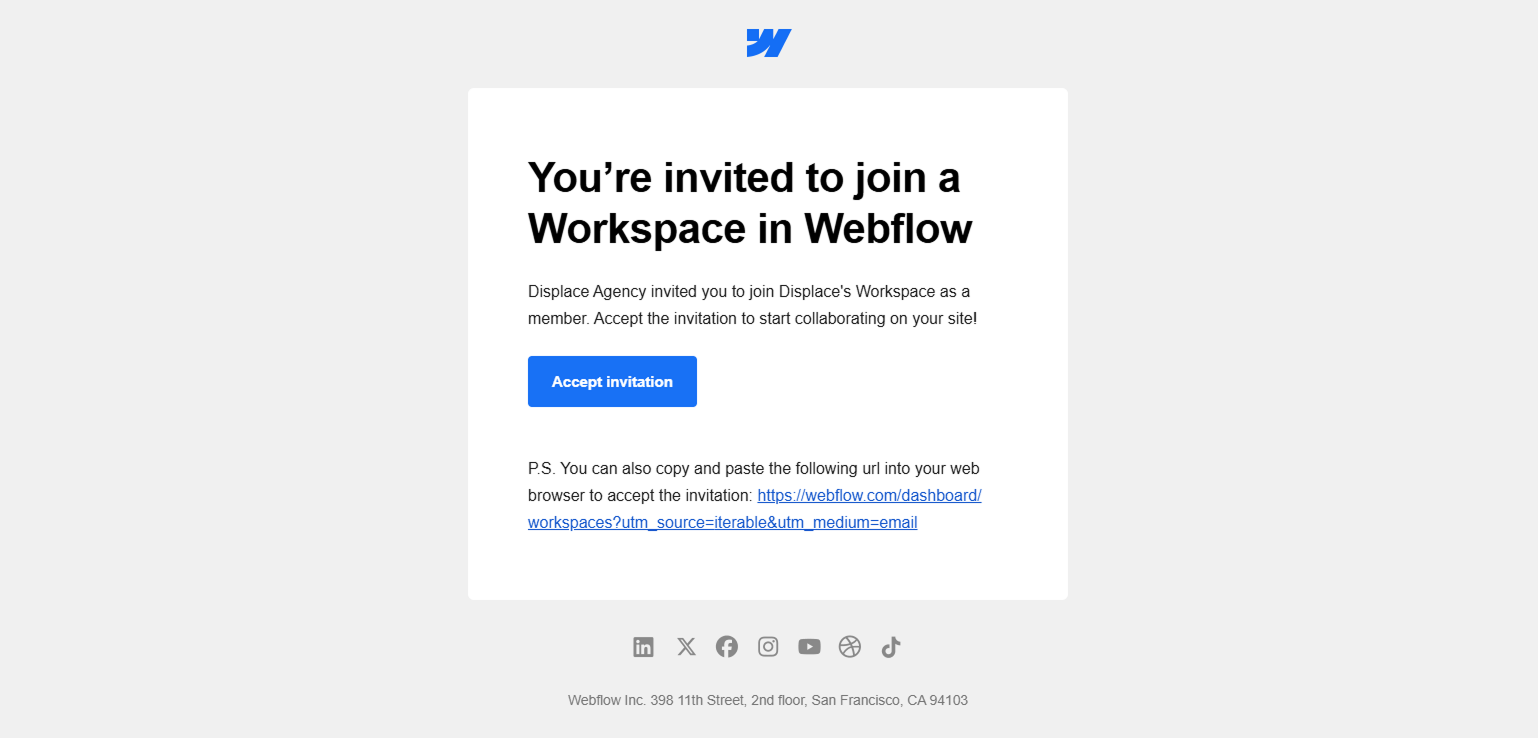 You’re invited to join a
Workspace in Webflow
Displace Agency invited you to join Displace's Workspace as a
member. Accept the invitation to start collaborating on your site!
Accept invitation
P.S. You can also copy and paste the following url into your web
browser to accept the invitation: https://webflow.com/dashboard/
workspaces?utm_source=iterable&utm_medium=email
Webflow Inc. 398 11th Street, 2nd floor, San Francisco, CA 94103